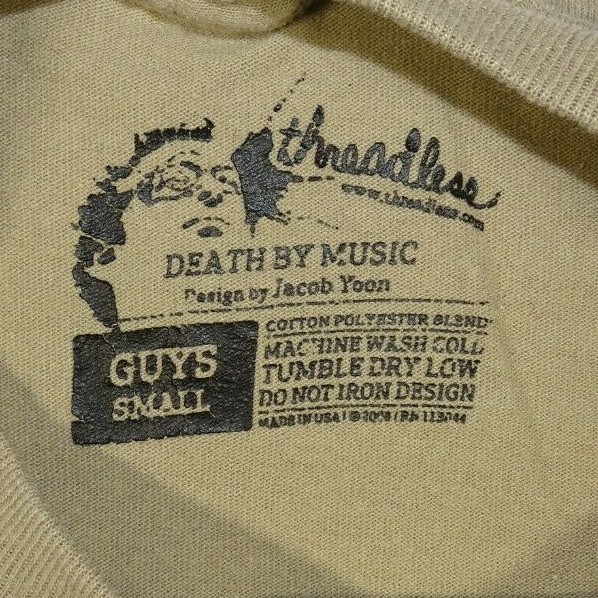 threadless
www.threadless.com
DEATH BY MUSIC
Design by Jacob Yoon
GUYS
SMALL
COTTON POLYESTER BLEND
MACHINE WASH COLD
TUMBLE DRY LOW
DO NOT IRON DESIGN
MADE IN USA | © 2008 |